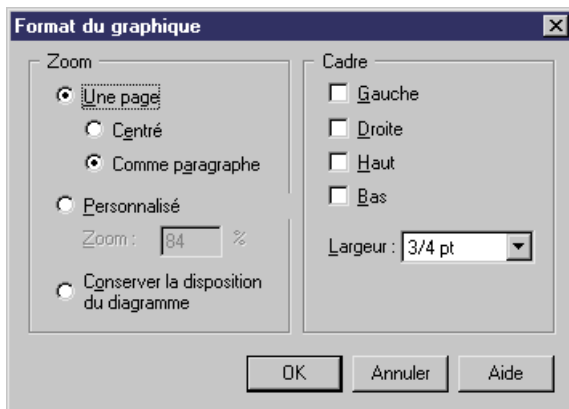 Format du graphique
Zoom
Une page
Centré
Comme paragraphe
Personnalisé
Zoom : 84 %
Conserver la disposition
du diagramme
Cadre
Gauche
Droite
Haut
Bas
Largeur : 3/4 pt
OK Annuler Aide